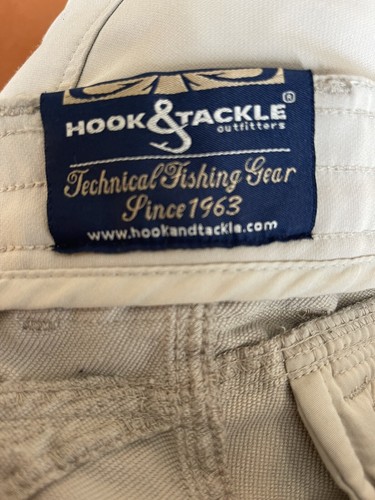 HOOK & TACKLE®
outfitters
Technical Fishing Gear
Since 1963
www.hookandtackle.com